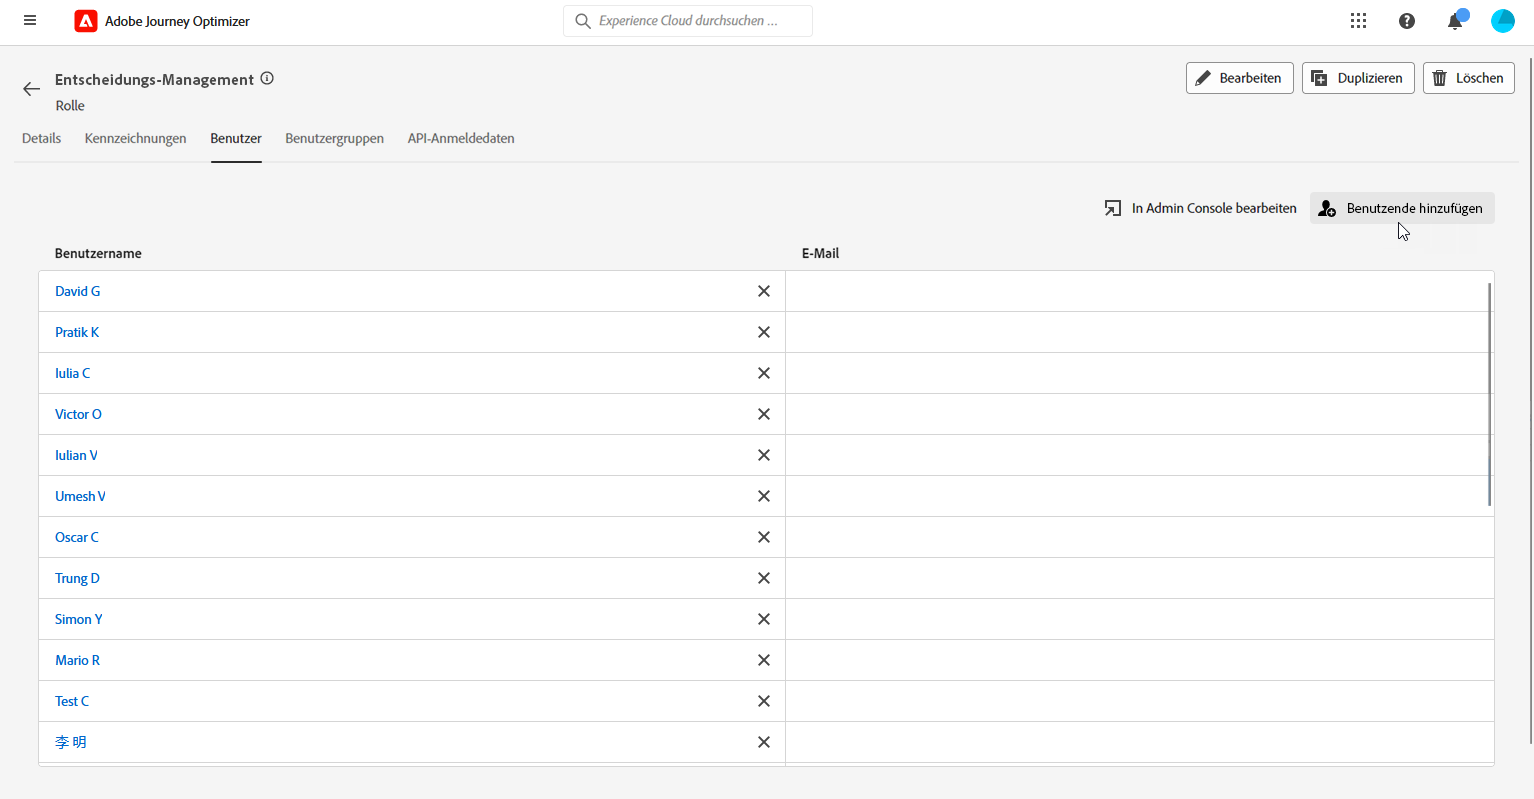 Adobe Journey Optimizer
Experience Cloud durchsuchen ...
Entscheidungs-Management
Rolle
Bearbeiten
Duplizieren
Löschen
Details Kennzeichnungen Benutzer Benutzergruppen API-Anmeldedaten
In Admin Console bearbeiten
Benutzende hinzufügen
Benutzername E-Mail
David G
Pratik K
Iulia C
Victor O
Iulian V
Umesh V
Oscar C
Trung D
Simon Y
Mario R
Test C
李 明